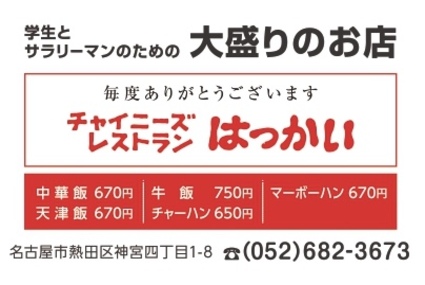 学生と
サラリーマンのための 大盛りのお店
毎度ありがとうございます
チャイニーズ
レストラン はっかい
中華飯 670円 牛飯 750円 マーボーハン 670円
天津飯 670円 チャーハン 650円
名古屋市熱田区神宮四丁目1-8 ☎(052)682-3673